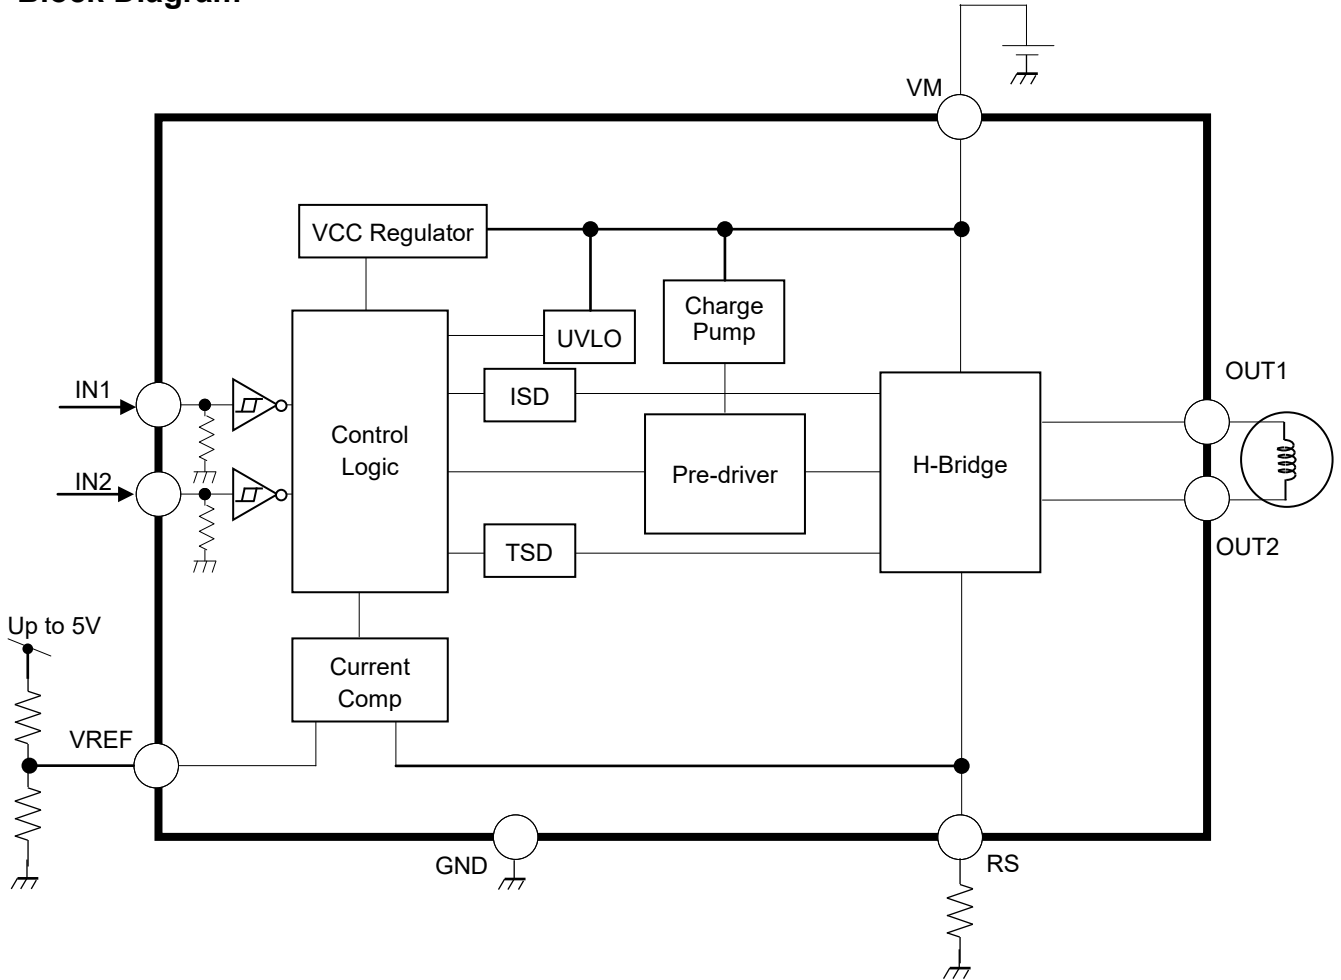 Block Diagram
VM
VCC Regulator
Charge
Pump
UVLO
OUT1
IN1
ISD
Control
Logic
H-Bridge
Pre-driver
IN2
TSD
OUT2
Up to 5V
Current
Comp
VREF
GND
RS